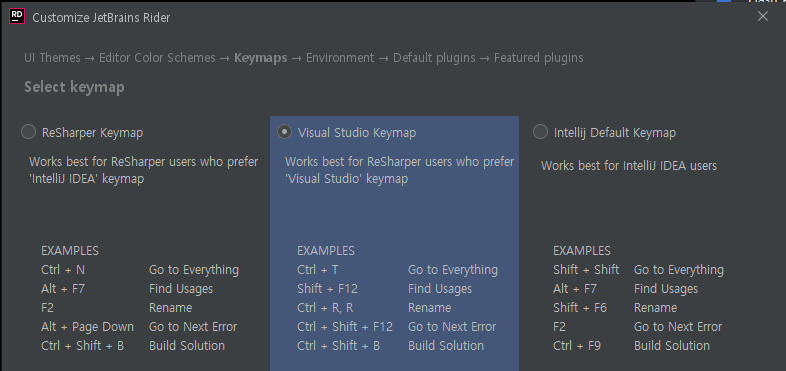 RD
Customize JetBrains Rider
UI Themes → Editor Color Schemes → Keymaps → Environment → Default plugins → Featured plugins
Select keymap
ReSharper Keymap
Works best for ReSharper users who prefer
'IntelliJ IDEA' keymap
EXAMPLES
Ctrl + N Go to Everything
Alt + F7 Find Usages
F2 Rename
Alt + Page Down Go to Next Error
Ctrl + Shift + B Build Solution
Visual Studio Keymap
Works best for ReSharper users who prefer
'Visual Studio' keymap
EXAMPLES
Ctrl + T Go to Everything
Shift + F12 Find Usages
Ctrl + R, R Rename
Ctrl + Shift + F12 Go to Next Error
Ctrl + Shift + B Build Solution
Intellij Default Keymap
Works best for IntelliJ IDEA users
EXAMPLES
Shift + Shift Go to Everything
Alt + F7 Find Usages
Shift + F6 Rename
F2 Go to Next Error
Ctrl + F9 Build Solution